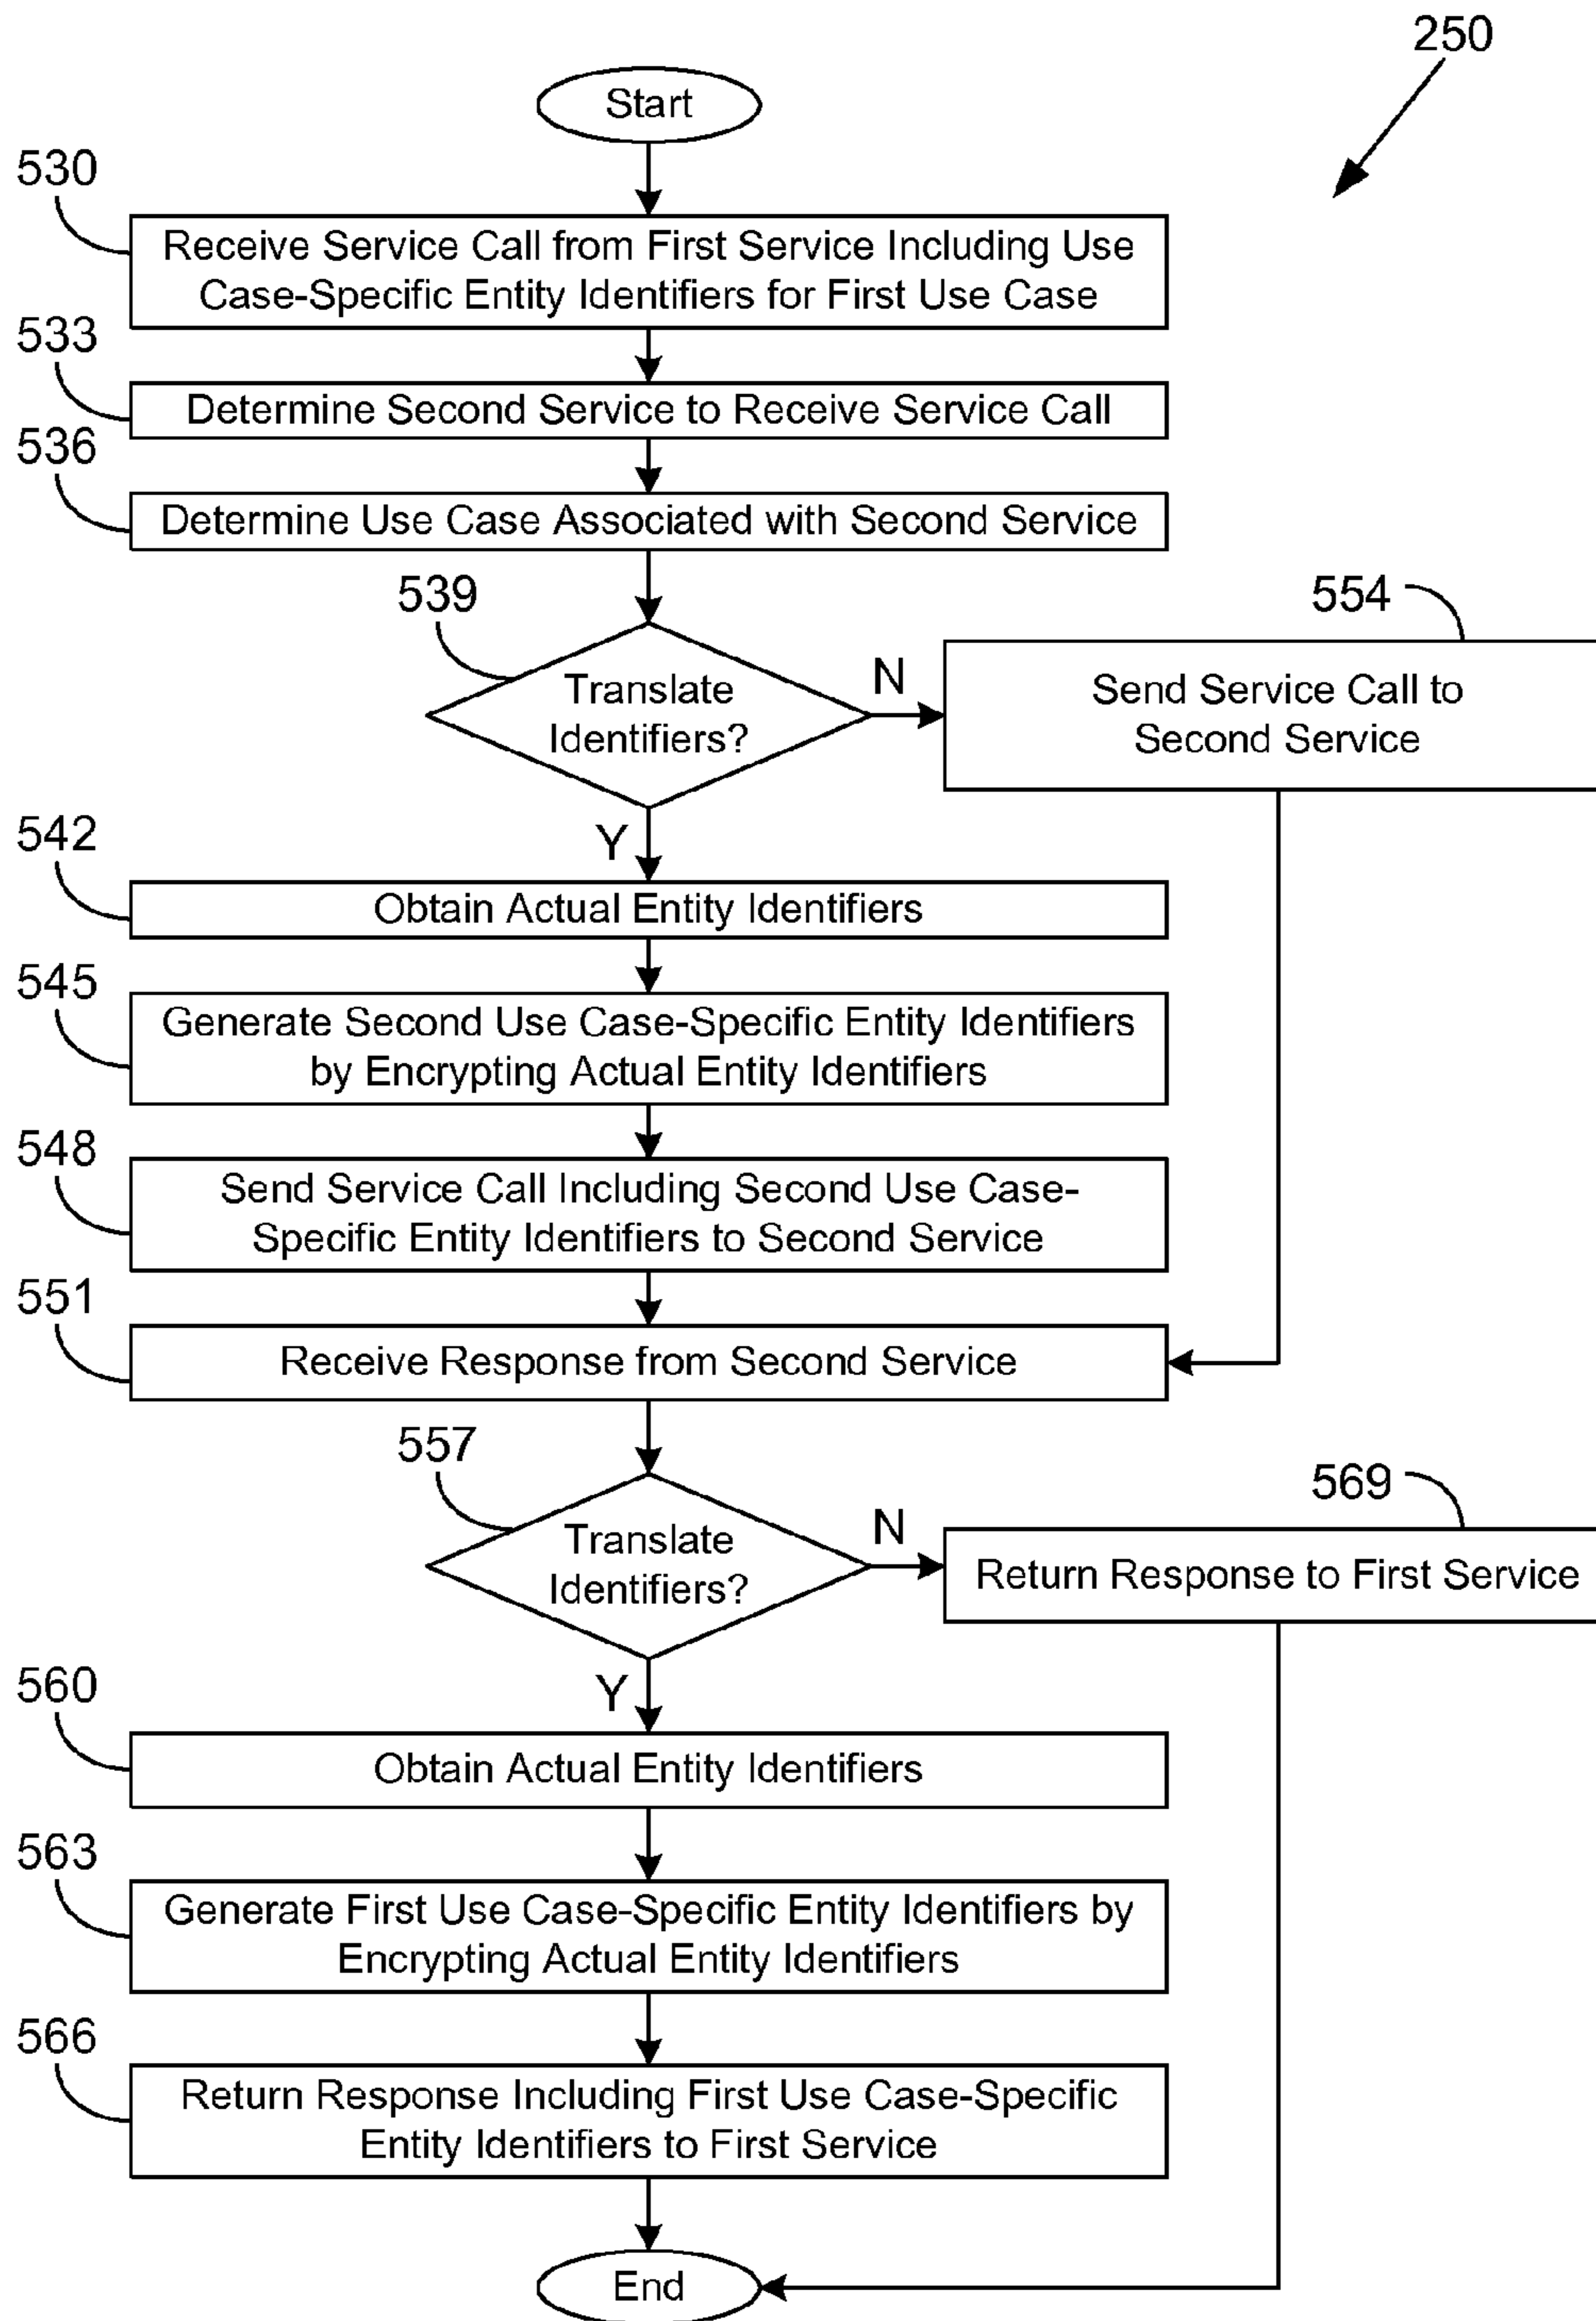 250
Start
530
Receive Service Call from First Service Including Use
Case-Specific Entity Identifiers for First Use Case
533
Determine Second Service to Receive Service Call
536
Determine Use Case Associated with Second Service
539
Translate
Identifiers?
N
554
Send Service Call to
Second Service
Y
542
Obtain Actual Entity Identifiers
545
Generate Second Use Case-Specific Entity Identifiers
by Encrypting Actual Entity Identifiers
548
Send Service Call Including Second Use Case-
Specific Entity Identifiers to Second Service
551
Receive Response from Second Service
557
Translate
Identifiers?
N
569
Return Response to First Service
Y
560
Obtain Actual Entity Identifiers
563
Generate First Use Case-Specific Entity Identifiers by
Encrypting Actual Entity Identifiers
566
Return Response Including First Use Case-Specific
Entity Identifiers to First Service
End